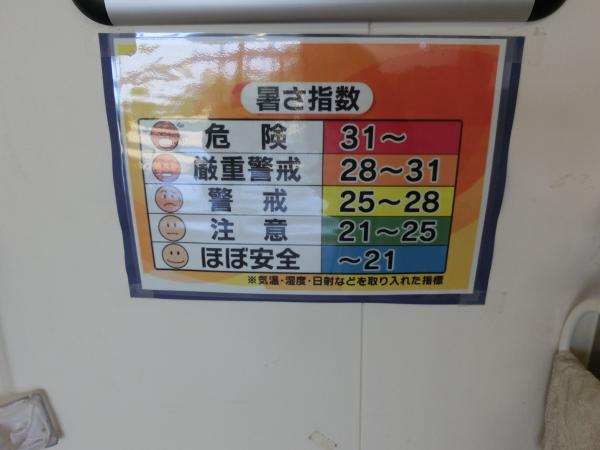 暑さ指数
危険 31～
厳重警戒 28～31
警戒 25～28
注意 21～25
ほぼ安全 ～21
※気温・湿度・日射などを取り入れた指標